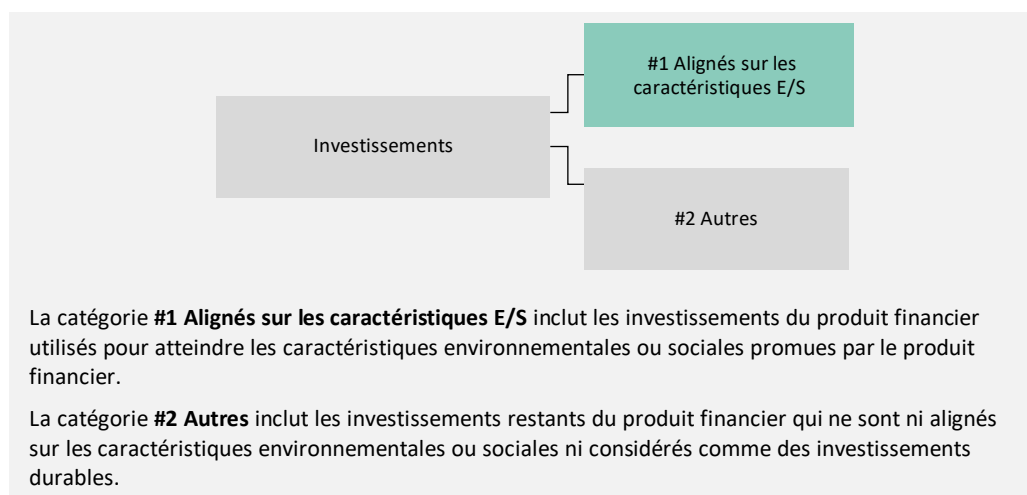 #1 Alignés sur les
caractéristiques E/S
Investissements
#2 Autres
La catégorie #1 Alignés sur les caractéristiques E/S inclut les investissements du produit financier
utilisés pour atteindre les caractéristiques environnementales ou sociales promues par le produit
financier.
La catégorie #2 Autres inclut les investissements restants du produit financier qui ne sont ni alignés
sur les caractéristiques environnementales ou sociales ni considérés comme des investissements
durables.